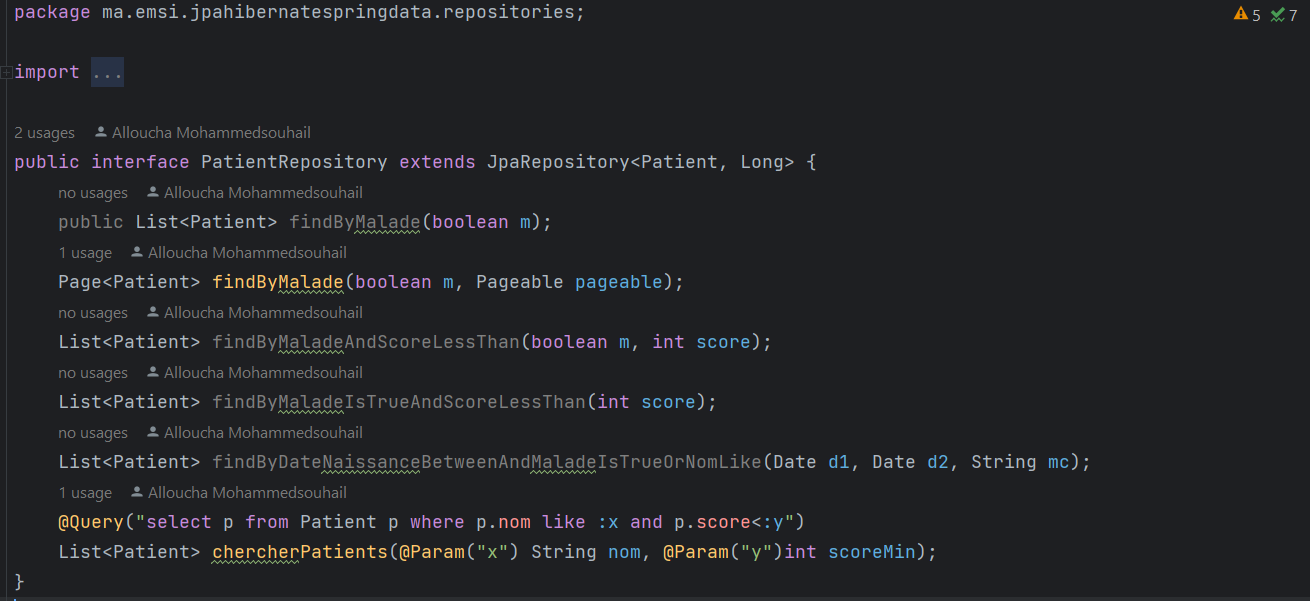 package ma.emsi.jpahibernatespringdata.repositories;
5 7
import ...
2 usages Alloucha Mohammedsouhail
public interface PatientRepository extends JpaRepository<Patient, Long> {
no usages Alloucha Mohammedsouhail
public List<Patient> findByMalade(boolean m);
1 usage Alloucha Mohammedsouhail
Page<Patient> findByMalade(boolean m, Pageable pageable);
no usages Alloucha Mohammedsouhail
List<Patient> findByMaladeAndScoreLessThan(boolean m, int score);
no usages Alloucha Mohammedsouhail
List<Patient> findByMaladeIsTrueAndScoreLessThan(int score);
no usages Alloucha Mohammedsouhail
List<Patient> findByDateNaissanceBetweenAndMaladeIsTrueOrNomLike(Date d1, Date d2, String mc);
1 usage Alloucha Mohammedsouhail
@Query("select p from Patient p where p.nom like :x and p.score<:y")
List<Patient> chercherPatients(@Param("x") String nom, @Param("y")int scoreMin);
}